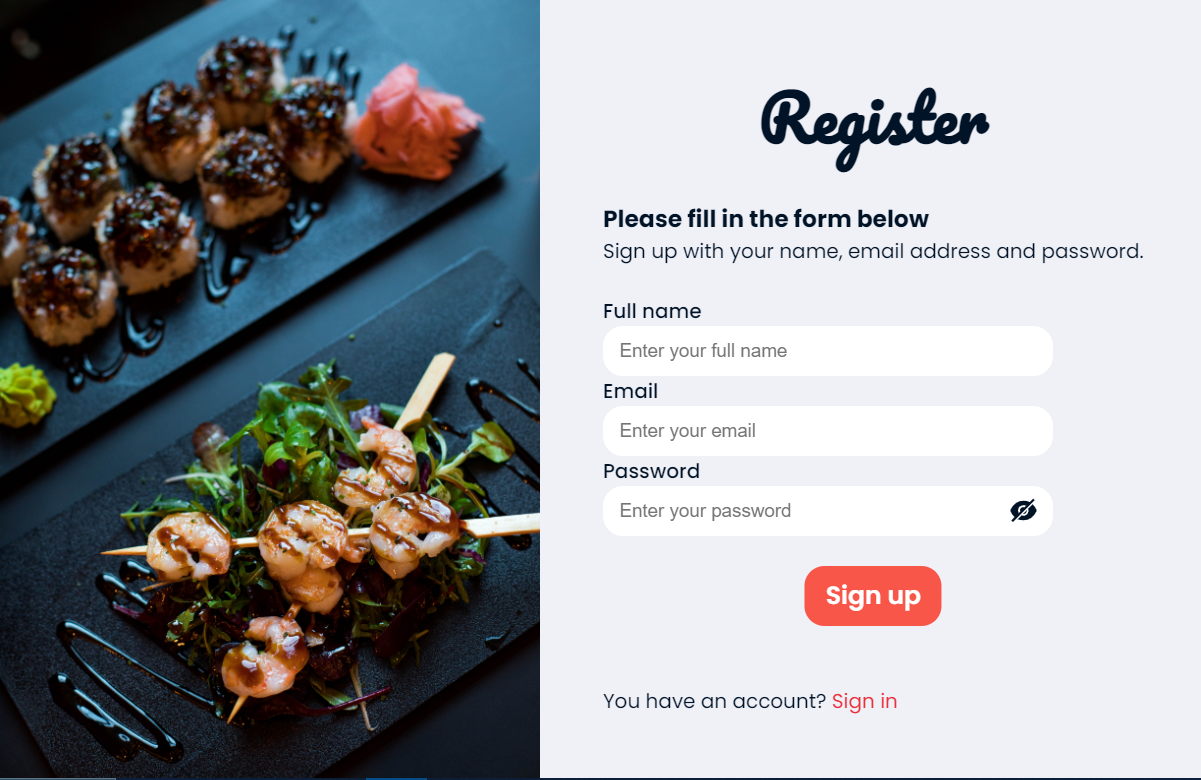 Register
Please fill in the form below
Sign up with your name, email address and password.
Full name
Enter your full name
Email
Enter your email
Password
Enter your password
Sign up
You have an account? Sign in